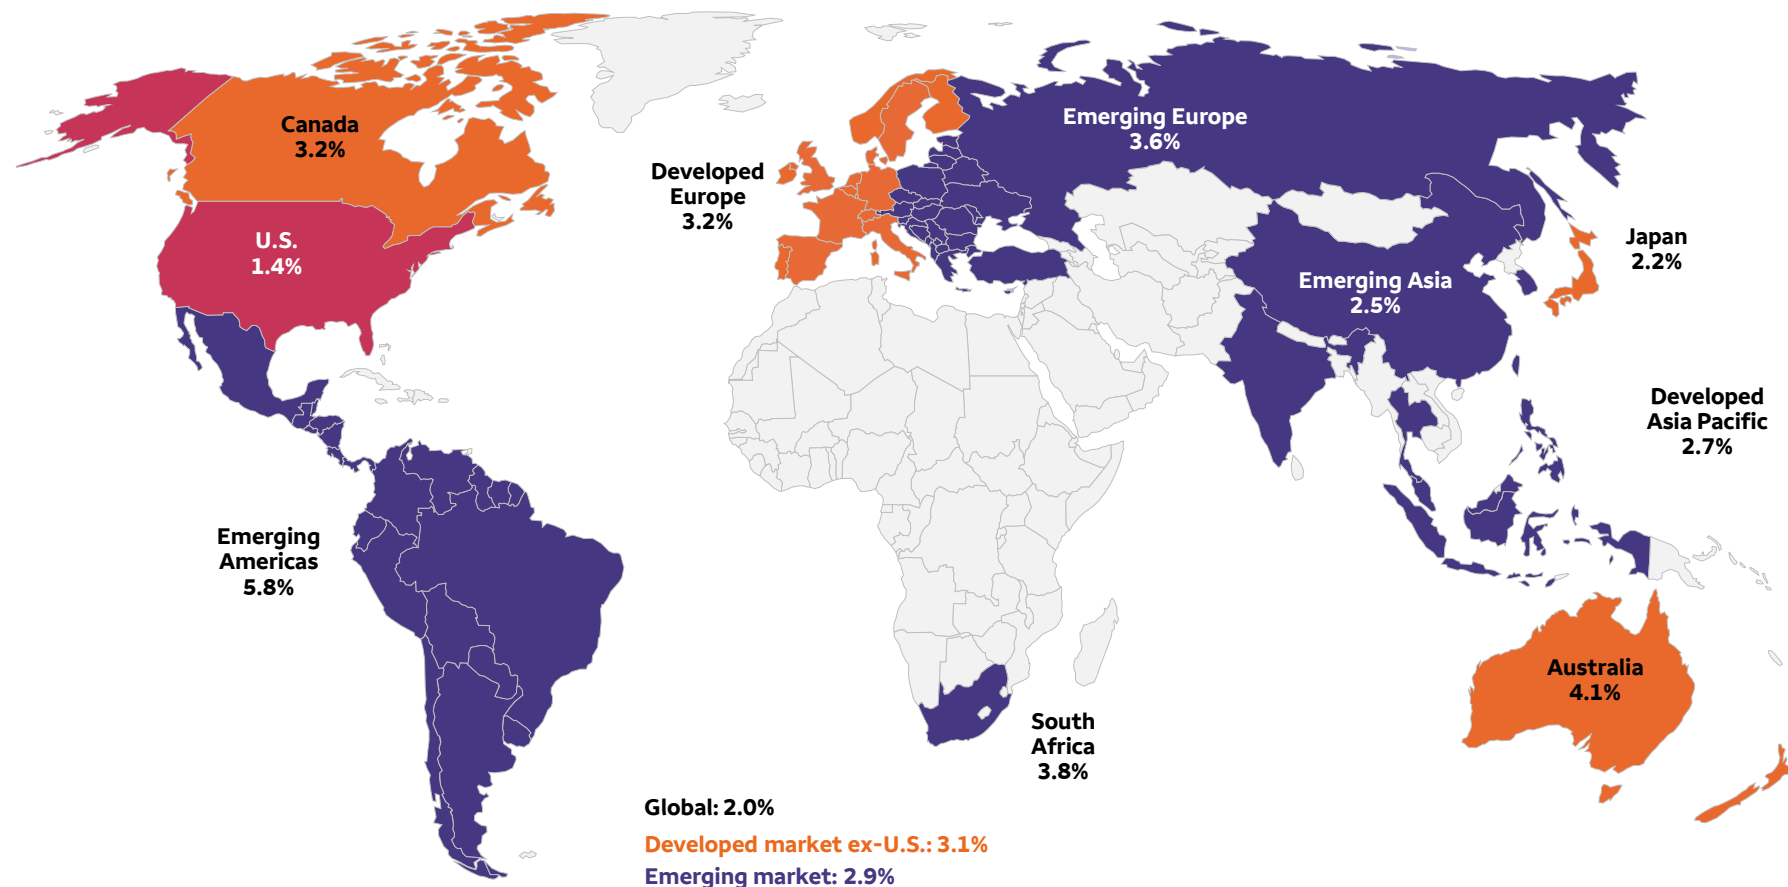 Canada
3.2%
U.S.
1.4%
Developed
Europe
3.2%
Emerging Europe
3.6%
Emerging Asia
2.5%
Japan
2.2%
Developed
Asia Pacific
2.7%
Emerging
Americas
5.8%
South
Africa
3.8%
Australia
4.1%
Global: 2.0%
Developed market ex-U.S.: 3.1%
Emerging market: 2.9%